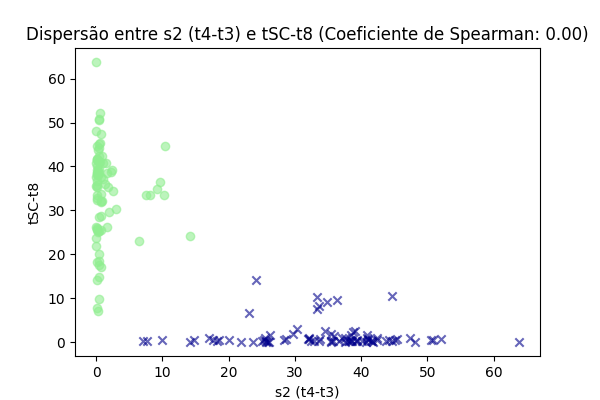 Dispersão entre s2 (t4-t3) e tSC-t8 (Coeficiente de Spearman: 0.00)
60
50
40
30
20
10
0
tSC-t8
0 10 20 30 40 50 60
s2 (t4-t3)